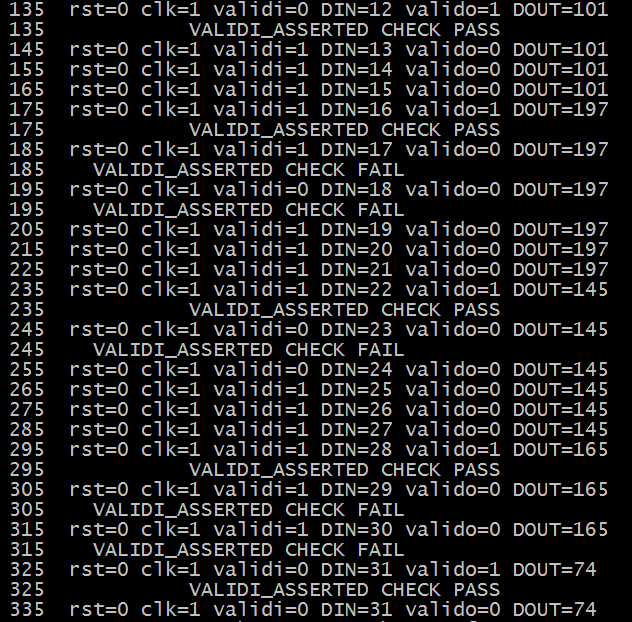 135 rst=0 clk=1 validi=0 DIN=12 valido=1 DOUT=101
135 VALIDI_ASSERTED CHECK PASS
145 rst=0 clk=1 validi=1 DIN=13 valido=0 DOUT=101
155 rst=0 clk=1 validi=1 DIN=14 valido=0 DOUT=101
165 rst=0 clk=1 validi=1 DIN=15 valido=0 DOUT=101
175 rst=0 clk=1 validi=1 DIN=16 valido=1 DOUT=197
175 VALIDI_ASSERTED CHECK PASS
185 rst=0 clk=1 validi=1 DIN=17 valido=0 DOUT=197
185 VALIDI_ASSERTED CHECK FAIL
195 rst=0 clk=1 validi=0 DIN=18 valido=0 DOUT=197
195 VALIDI_ASSERTED CHECK FAIL
205 rst=0 clk=1 validi=1 DIN=19 valido=0 DOUT=197
215 rst=0 clk=1 validi=1 DIN=20 valido=0 DOUT=197
225 rst=0 clk=1 validi=1 DIN=21 valido=0 DOUT=197
235 rst=0 clk=1 validi=1 DIN=22 valido=1 DOUT=145
235 VALIDI_ASSERTED CHECK PASS
245 rst=0 clk=1 validi=0 DIN=23 valido=0 DOUT=145
245 VALIDI_ASSERTED CHECK FAIL
255 rst=0 clk=1 validi=0 DIN=24 valido=0 DOUT=145
265 rst=0 clk=1 validi=1 DIN=25 valido=0 DOUT=145
275 rst=0 clk=1 validi=1 DIN=26 valido=0 DOUT=145
285 rst=0 clk=1 validi=1 DIN=27 valido=0 DOUT=145
295 rst=0 clk=1 validi=1 DIN=28 valido=1 DOUT=165
295 VALIDI_ASSERTED CHECK PASS
305 rst=0 clk=1 validi=1 DIN=29 valido=0 DOUT=165
305 VALIDI_ASSERTED CHECK FAIL
315 rst=0 clk=1 validi=1 DIN=30 valido=0 DOUT=165
315 VALIDI_ASSERTED CHECK FAIL
325 rst=0 clk=1 validi=0 DIN=31 valido=1 DOUT=74
325 VALIDI_ASSERTED CHECK PASS
335 rst=0 clk=1 validi=0 DIN=31 valido=0 DOUT=74